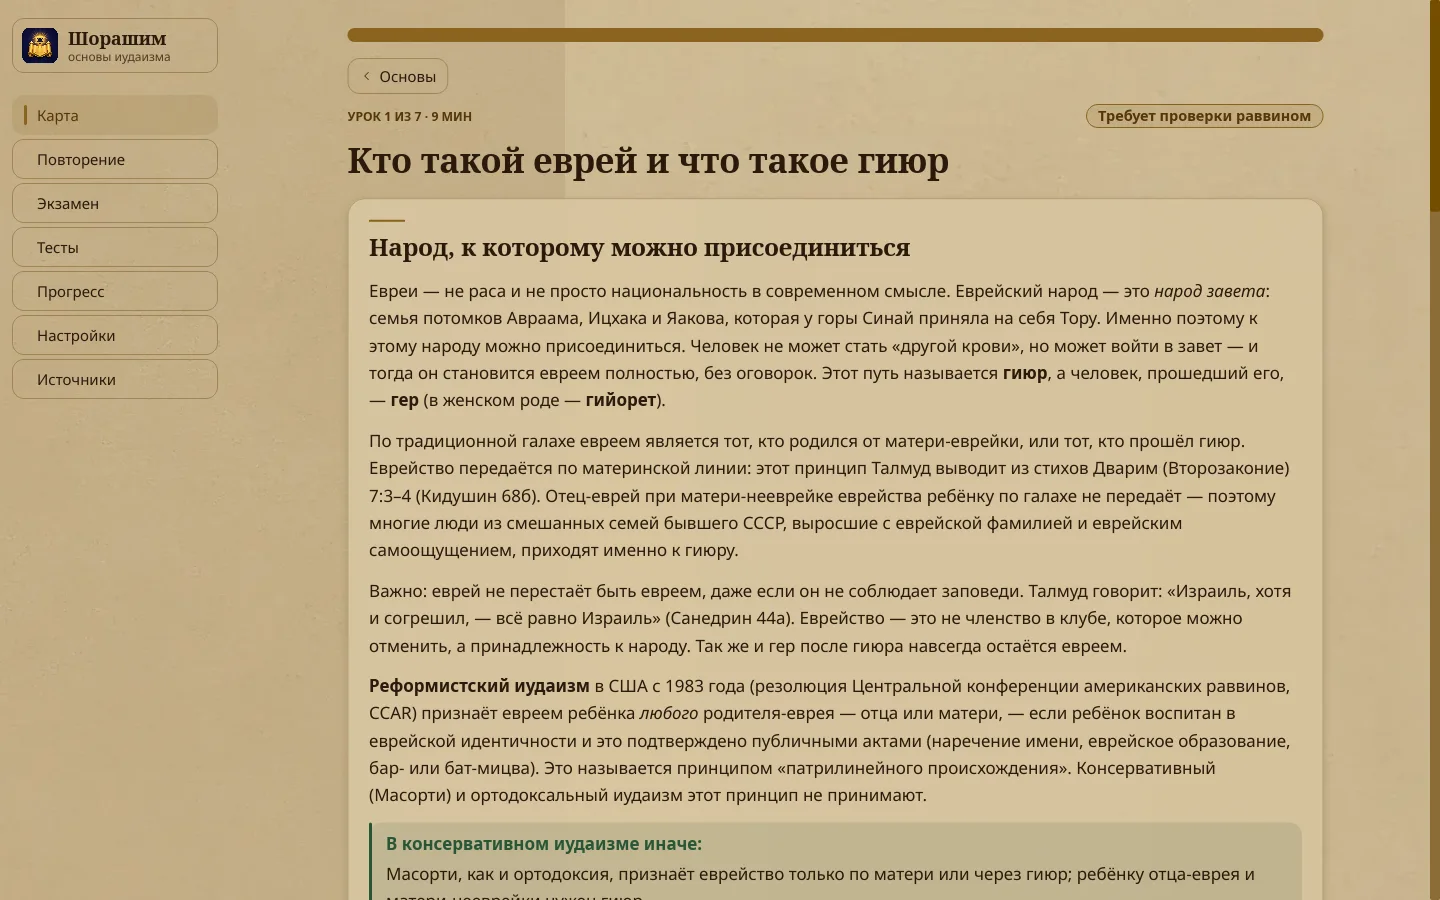 Шорашим
основы иудаизма
Карта
Повторение
Экзамен
Тесты
Прогресс
Настройки
Источники
Основы
УРОК 1 ИЗ 7 · 9 МИН
Требует проверки раввином
Кто такой еврей и что такое гиюр
Народ, к которому можно присоединиться
Евреи — не раса и не просто национальность в современном смысле. Еврейский народ — это народ завета:
семья потомков Авраама, Ицхака и Яакова, которая у горы Синай приняла на себя Тору. Именно поэтому к
этому народу можно присоединиться. Человек не может стать «другой крови», но может войти в завет — и
тогда он становится евреем полностью, без оговорок. Этот путь называется гиюр, а человек, прошедший его,
— гер (в женском роде — гийорет).
По традиционной галахе евреем является тот, кто родился от матери-еврейки, или тот, кто прошёл гиюр.
Еврейство передаётся по материнской линии: этот принцип Талмуд выводит из стихов Дварим (Второзаконие)
7:3–4 (Кидушин 68б). Отец-еврей при матери-нееврейке еврейства ребёнку по галахе не передаёт — поэтому
многие люди из смешанных семей бывшего СССР, выросшие с еврейской фамилией и еврейским
самоощущением, приходят именно к гиюру.
Важно: еврей не перестаёт быть евреем, даже если он не соблюдает заповеди. Талмуд говорит: «Израиль, хотя
и согрешил, — всё равно Израиль» (Санедрин 44а). Еврейство — это не членство в клубе, которое можно
отменить, а принадлежность к народу. Так же и гер после гиюра навсегда остаётся евреем.
Реформистский иудаизм в США с 1983 года (резолюция Центральной конференции американских раввинов,
CCAR) признаёт евреем ребёнка любого родителя-еврея — отца или матери, — если ребёнок воспитан в
еврейской идентичности и это подтверждено публичными актами (наречение имени, еврейское образование,
бар- или бат-мицва). Это называется принципом «патрилинейного происхождения». Консервативный
(Масорти) и ортодоксальный иудаизм этот принцип не принимают.
В консервативном иудаизме иначе:
Масорти, как и ортодоксия, признаёт еврейство только по матери или через гиюр; ребёнку отца-еврея и